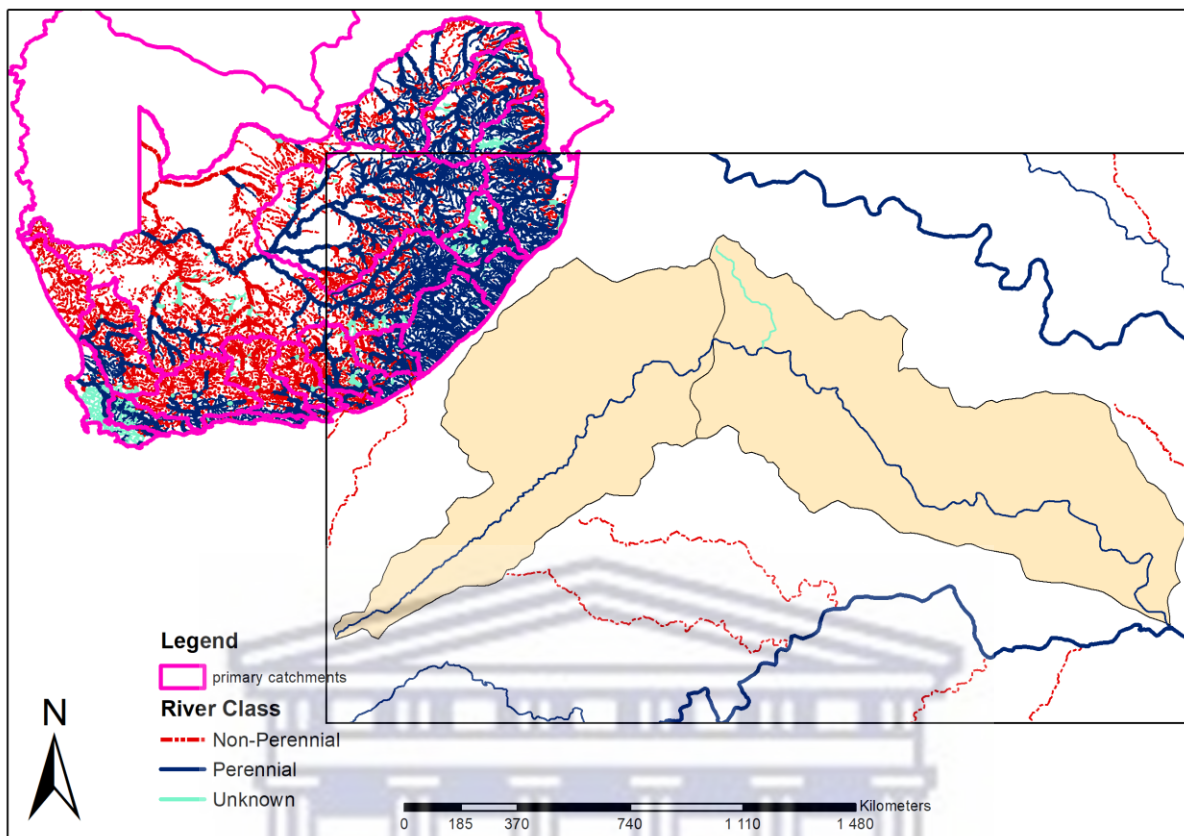 Legend
primary catchments
River Class
Non-Perennial
Perennial
Unknown
N
Kilometers
0 185 370 740 1 110 1 480